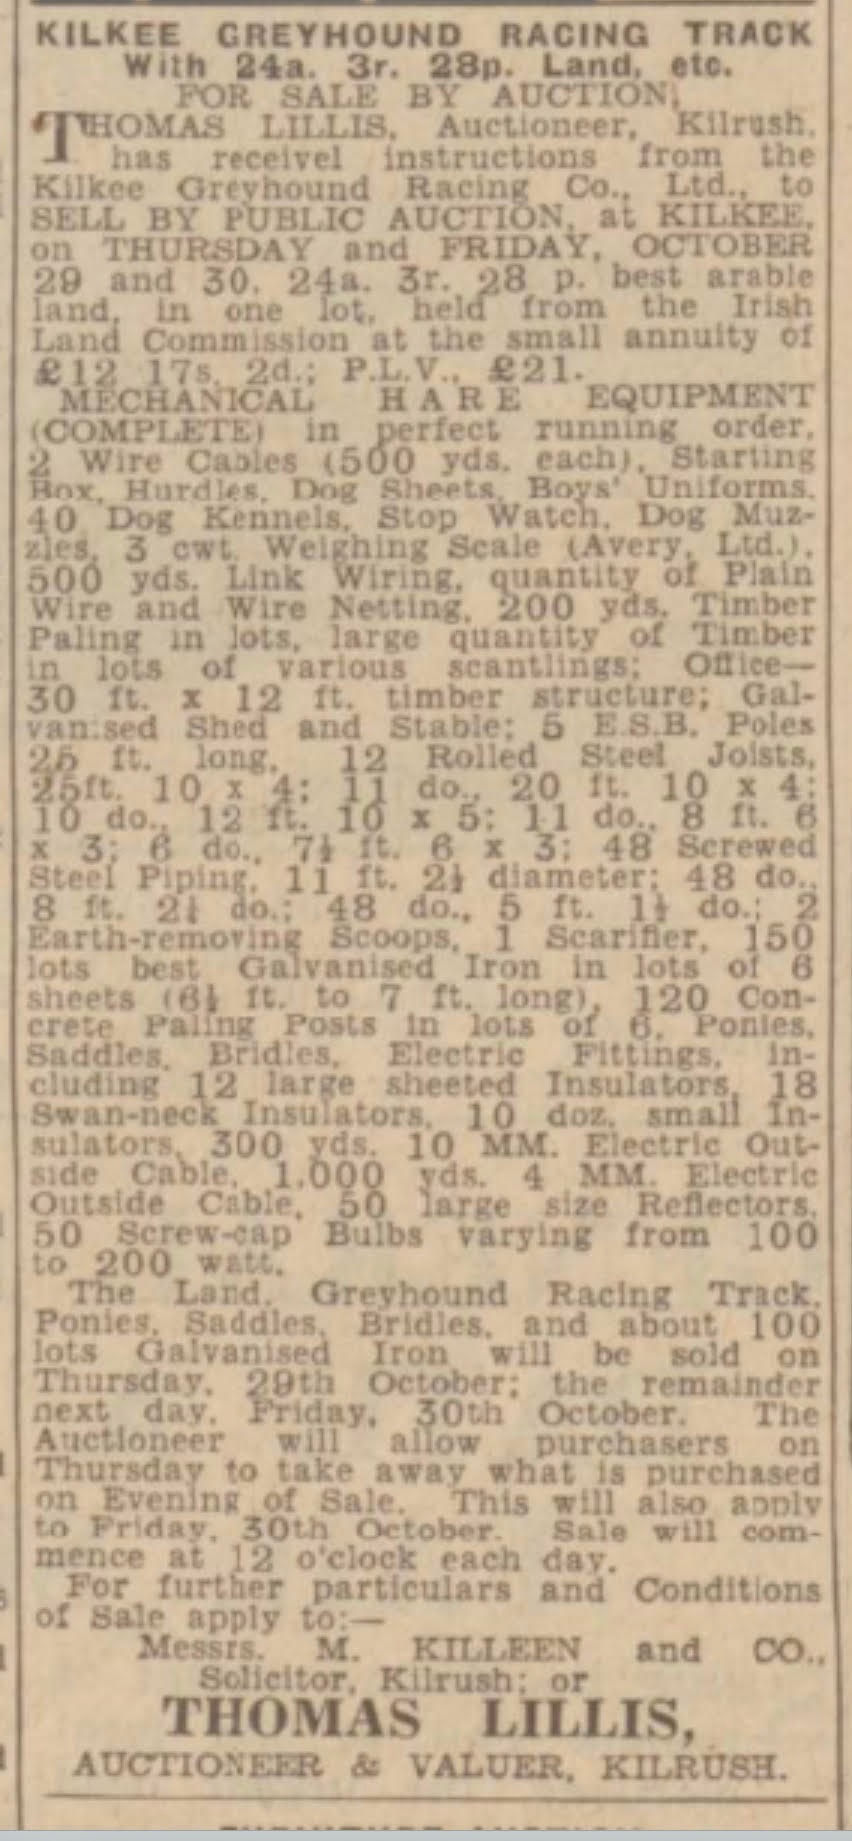 KILKEE GREYHOUND RACING TRACK
With 24a. 3r. 28p. Land, etc.
FOR SALE BY AUCTION.
THOMAS LILLIS, Auctioneer, Kilrush,
has receivel instructions from the
Kilkee Greyhound Racing Co., Ltd., to
SELL BY PUBLIC AUCTION, at KILKEE,
on THURSDAY and FRIDAY, OCTOBER
29 and 30, 24a. 3r. 28 p. best arable
land, in one lot, held from the Irish
Land Commission at the small annuity of
£12 17s. 2d.; P.L.V., £21.
MECHANICAL HARE EQUIPMENT
(COMPLETE) in perfect running order,
2 Wire Cables (500 yds. each), Starting
Box, Hurdles, Dog Sheets, Boys' Uniforms,
40 Dog Kennels, Stop Watch, Dog Muz-
zles, 3 cwt. Weighing Scale (Avery, Ltd.),
500 yds. Link Wiring, quantity of Plain
Wire and Wire Netting, 200 yds. Timber
Paling in lots, large quantity of Timber
in lots of various scantlings; Office—
30 ft. x 12 ft. timber structure; Gal-
vanised Shed and Stable; 5 E.S.B. Poles
25 ft. long, 12 Rolled Steel Joists,
25ft. 10 x 4; 11 do., 20 ft. 10 x 4;
10 do., 12 ft. 10 x 5; 11 do., 8 ft. 6
x 3; 6 do., 7½ ft. 6 x 3; 48 Screwed
Steel Piping, 11 ft. 2½ diameter; 48 do.,
8 ft. 2¼ do.; 48 do., 5 ft. 1½ do.; 2
Earth-removing Scoops, 1 Scarifier, 150
lots best Galvanised Iron in lots of 6
sheets (6½ ft. to 7 ft. long), 120 Con-
crete Paling Posts in lots of 6, Ponies,
Saddles, Bridles, Electric Fittings, in-
cluding 12 large sheeted Insulators, 18
Swan-neck Insulators, 10 doz. small In-
sulators, 300 yds. 10 MM. Electric Out-
side Cable, 1,000 yds. 4 MM. Electric
Outside Cable, 50 large size Reflectors,
50 Screw-cap Bulbs varying from 100
to 200 watt.
The Land, Greyhound Racing Track,
Ponies, Saddles, Bridles, and about 100
lots Galvanised Iron will be sold on
Thursday, 29th October; the remainder
next day, Friday, 30th October. The
Auctioneer will allow purchasers on
Thursday to take away what is purchased
on Evening of Sale. This will also apply
to Friday, 30th October. Sale will com-
mence at 12 o'clock each day.
For further particulars and Conditions
of Sale apply to:—
Messrs. M. KILLEEN and CO.,
Solicitor, Kilrush; or
THOMAS LILLIS,
AUCTIONEER & VALUER, KILRUSH.